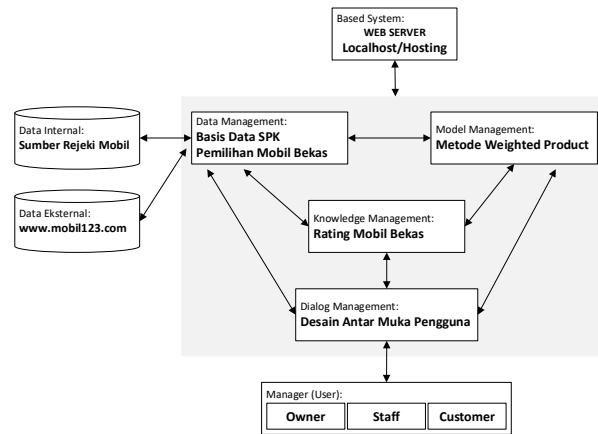 Based System:
WEB SERVER
Localhost/Hosting
Data Internal:
Sumber Rejeki Mobil
Data Management:
Basis Data SPK
Pemilihan Mobil Bekas
Model Management:
Metode Weighted Product
Data Eksternal:
www.mobil123.com
Knowledge Management:
Rating Mobil Bekas
Dialog Management:
Desain Antar Muka Pengguna
Manager (User):
Owner
Staff
Customer